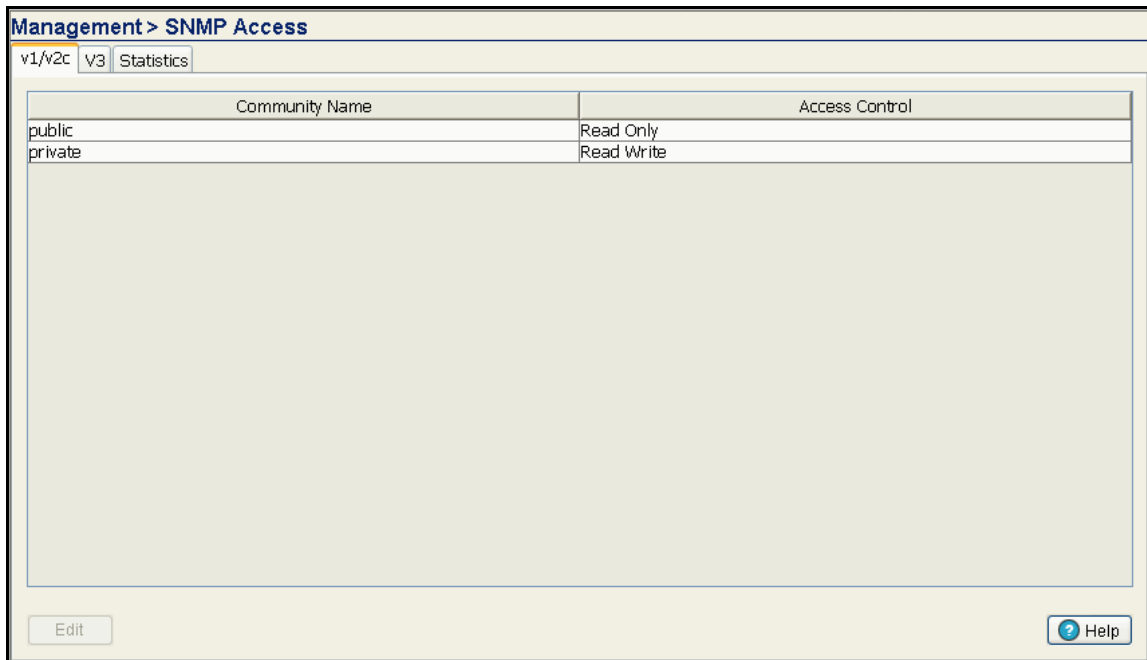 Management > SNMP Access
v1/v2c V3 Statistics
Community Name Access Control
public Read Only
private Read Write
Edit
? Help